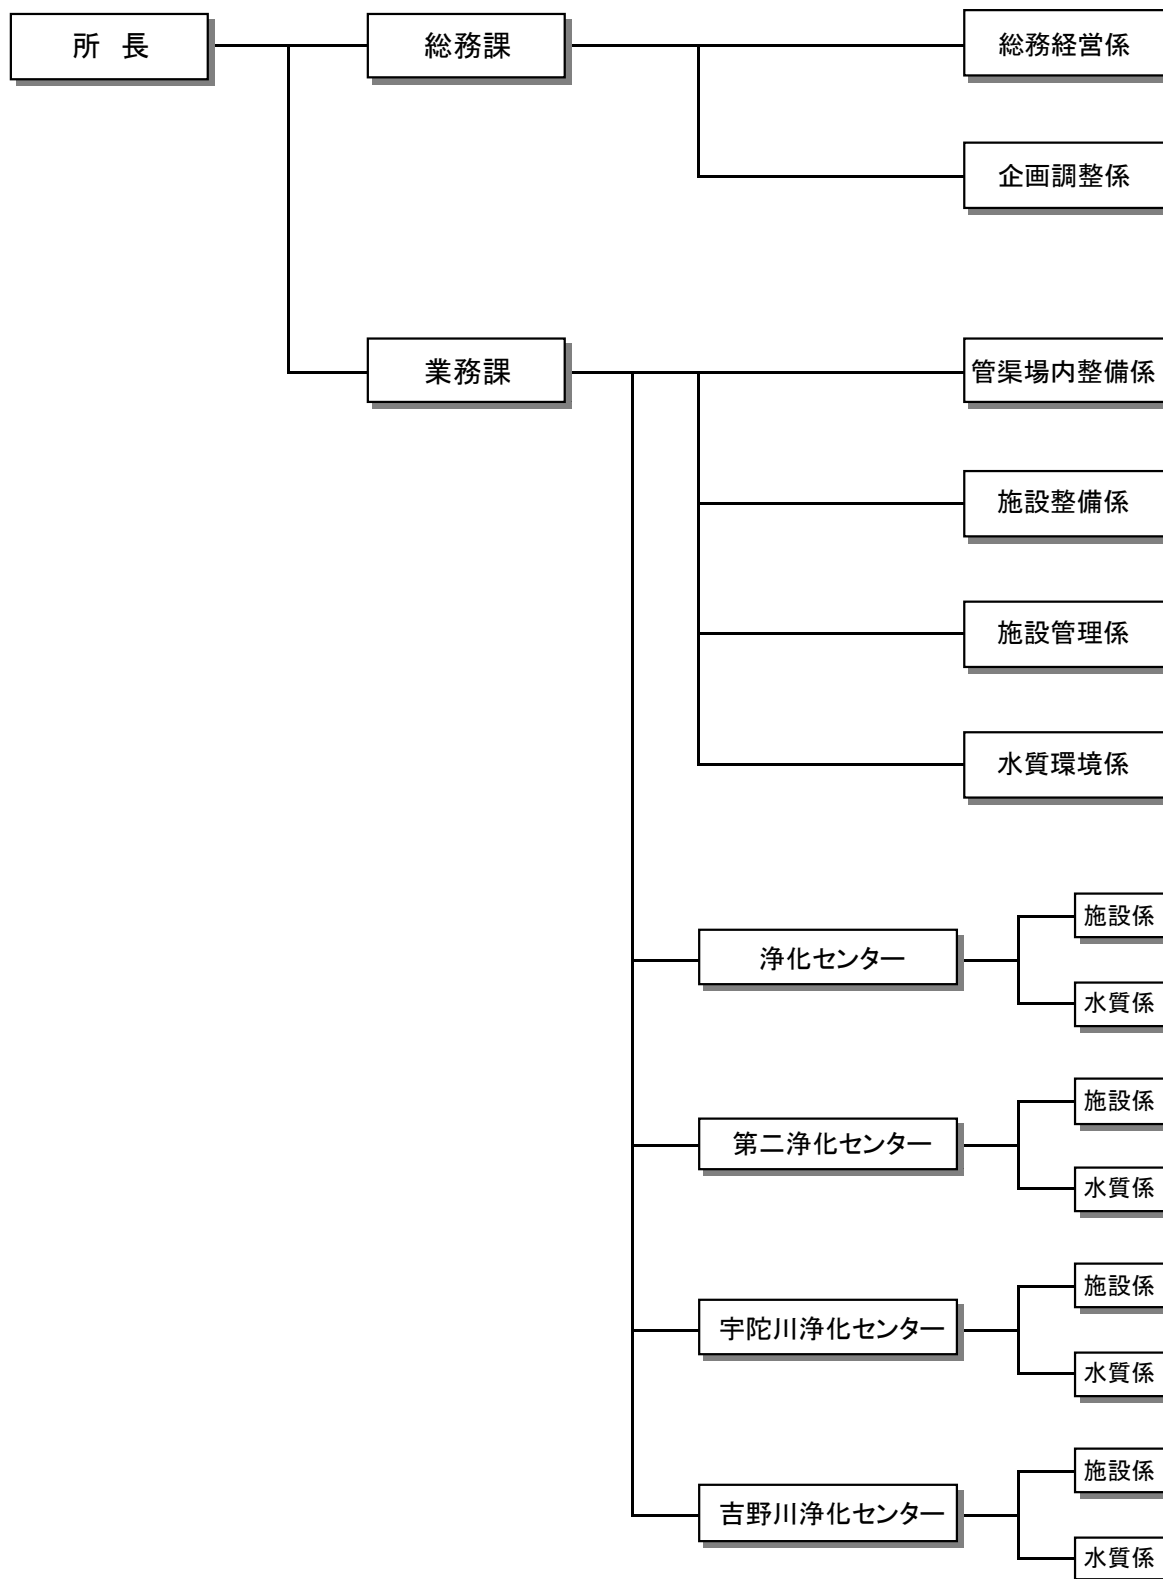 所 長
総務課
総務経営係
企画調整係
業務課
管渠場内整備係
施設整備係
施設管理係
水質環境係
浄化センター
施設係
水質係
第二浄化センター
施設係
水質係
宇陀川浄化センター
施設係
水質係
吉野川浄化センター
施設係
水質係